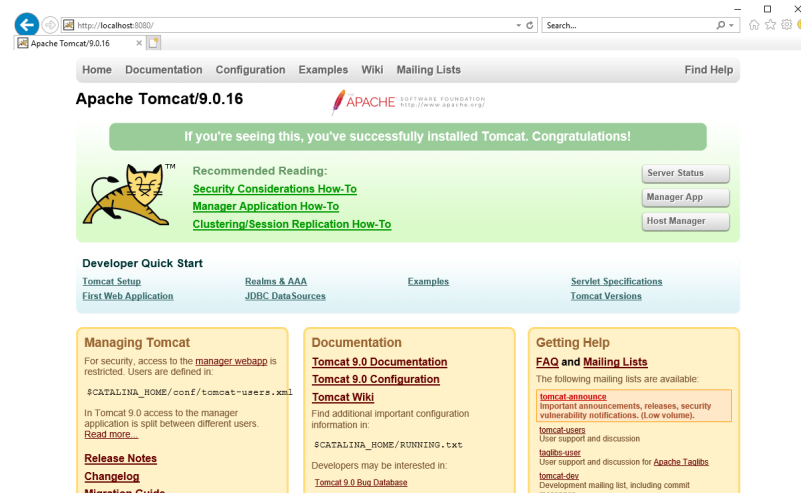 http://localhost:8080/
Search...
Apache Tomcat/9.0.16
Home Documentation Configuration Examples Wiki Mailing Lists Find Help
Apache Tomcat/9.0.16
THE APACHE SOFTWARE FOUNDATION
http://www.apache.org/
If you're seeing this, you've successfully installed Tomcat. Congratulations!
TM
Recommended Reading:
Security Considerations How-To
Manager Application How-To
Clustering/Session Replication How-To
Server Status
Manager App
Host Manager
Developer Quick Start
Tomcat Setup
First Web Application
Realms & AAA
JDBC DataSources
Examples
Servlet Specifications
Tomcat Versions
Managing Tomcat
For security, access to the manager webapp is
restricted. Users are defined in:
$CATALINA_HOME/conf/tomcat-users.xml
In Tomcat 9.0 access to the manager
application is split between different users.
Read more...
Release Notes
Changelog
Migration Guide
Documentation
Tomcat 9.0 Documentation
Tomcat 9.0 Configuration
Tomcat Wiki
Find additional important configuration
information in:
$CATALINA_HOME/RUNNING.txt
Developers may be interested in:
Tomcat 9.0 Bug Database
Getting Help
FAQ and Mailing Lists
The following mailing lists are available:
tomcat-announce
Important announcements, releases, security
vulnerability notifications. (Low volume).
tomcat-users
User support and discussion
taglibs-user
User support and discussion for Apache Taglibs
tomcat-dev
Development mailing list, including commit